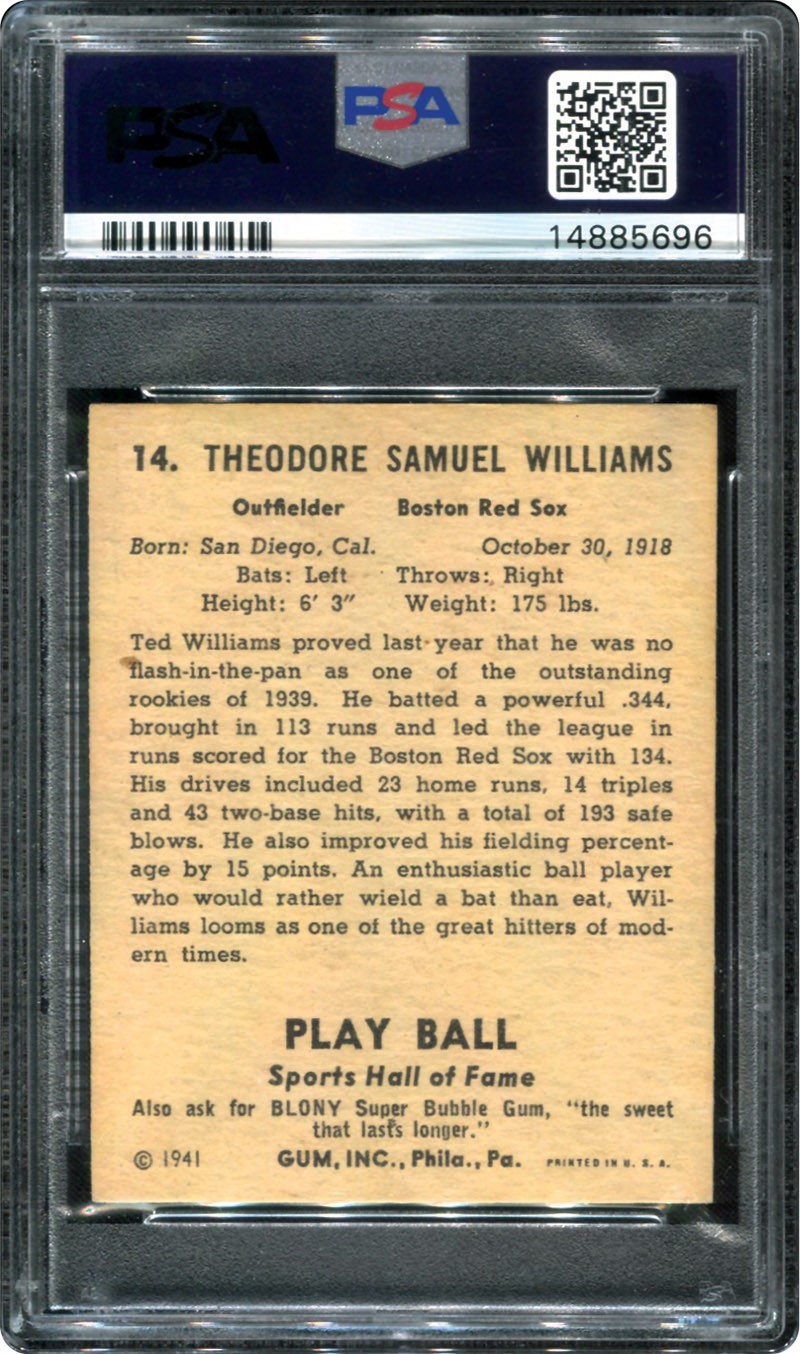 PSA
PSA
14885696
14. THEODORE SAMUEL WILLIAMS
Outfielder Boston Red Sox
Born: San Diego, Cal. October 30, 1918
Bats: Left Throws: Right
Height: 6' 3" Weight: 175 lbs.
Ted Williams proved last year that he was no
flash-in-the-pan as one of the outstanding
rookies of 1939. He batted a powerful .344,
brought in 113 runs and led the league in
runs scored for the Boston Red Sox with 134.
His drives included 23 home runs, 14 triples
and 43 two-base hits, with a total of 193 safe
blows. He also improved his fielding percent-
age by 15 points. An enthusiastic ball player
who would rather wield a bat than eat, Wil-
liams looms as one of the great hitters of mod-
ern times.
PLAY BALL
Sports Hall of Fame
Also ask for BLONY Super Bubble Gum, "the sweet
that lasts longer."
© 1941 GUM, INC., Phila., Pa. PRINTED IN U. S. A.